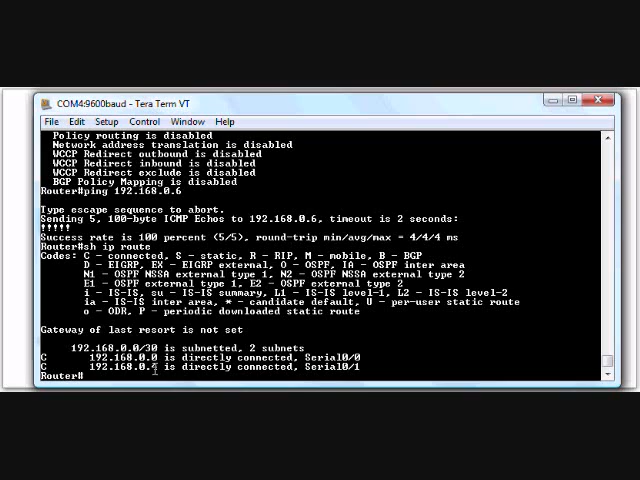 COM4:9600baud - Tera Term VT
File Edit Setup Control Window Help
Policy routing is disabled
Network address translation is disabled
WCCP Redirect outbound is disabled
WCCP Redirect inbound is disabled
WCCP Redirect exclude is disabled
BGP Policy Mapping is disabled
Router#ping 192.168.0.6
Type escape sequence to abort.
Sending 5, 100-byte ICMP Echos to 192.168.0.6, timeout is 2 seconds:
!!!!!
Success rate is 100 percent (5/5), round-trip min/avg/max = 4/4/4 ms
Router#sh ip route
Codes: C - connected, S - static, R - RIP, M - mobile, B - BGP
D - EIGRP, EX - EIGRP external, O - OSPF, IA - OSPF inter area
N1 - OSPF NSSA external type 1, N2 - OSPF NSSA external type 2
E1 - OSPF external type 1, E2 - OSPF external type 2
i - IS-IS, su - IS-IS summary, L1 - IS-IS level-1, L2 - IS-IS level-2
ia - IS-IS inter area, * - candidate default, U - per-user static route
o - ODR, P - periodic downloaded static route
Gateway of last resort is not set
192.168.0.0/30 is subnetted, 2 subnets
C 192.168.0.0 is directly connected, Serial0/0
C 192.168.0.4 is directly connected, Serial0/1
Router#